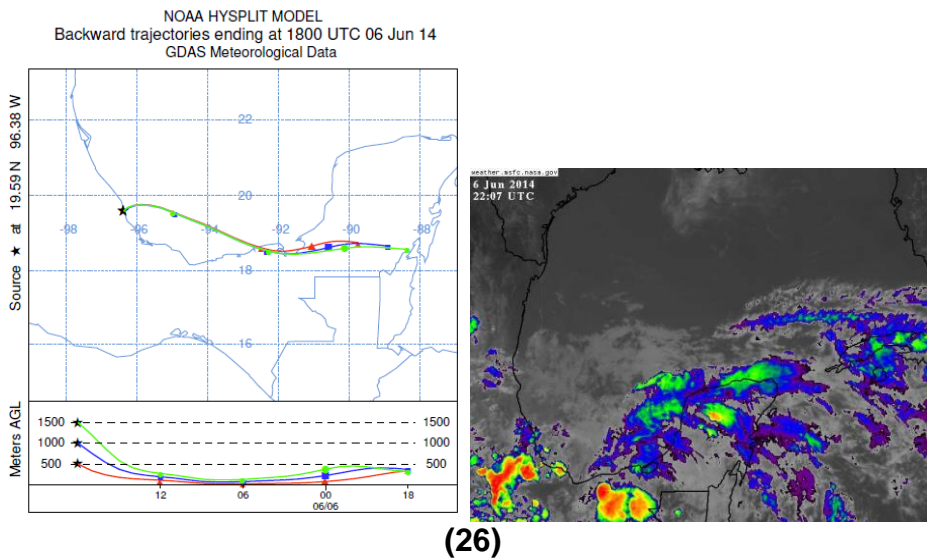 NOAA HYSPLIT MODEL
Backward trajectories ending at 1800 UTC 06 Jun 14
GDAS Meteorological Data
Source ★ at 19.59 N 96.38 W
22
20
-98 -96 -94 -92 -90 -88
18
16
Meters AGL
1500 1500
1000 1000
500 500
12 06 00 18
06/06
weather.msfc.nasa.gov
6 Jun 2014
22:07 UTC
(26)